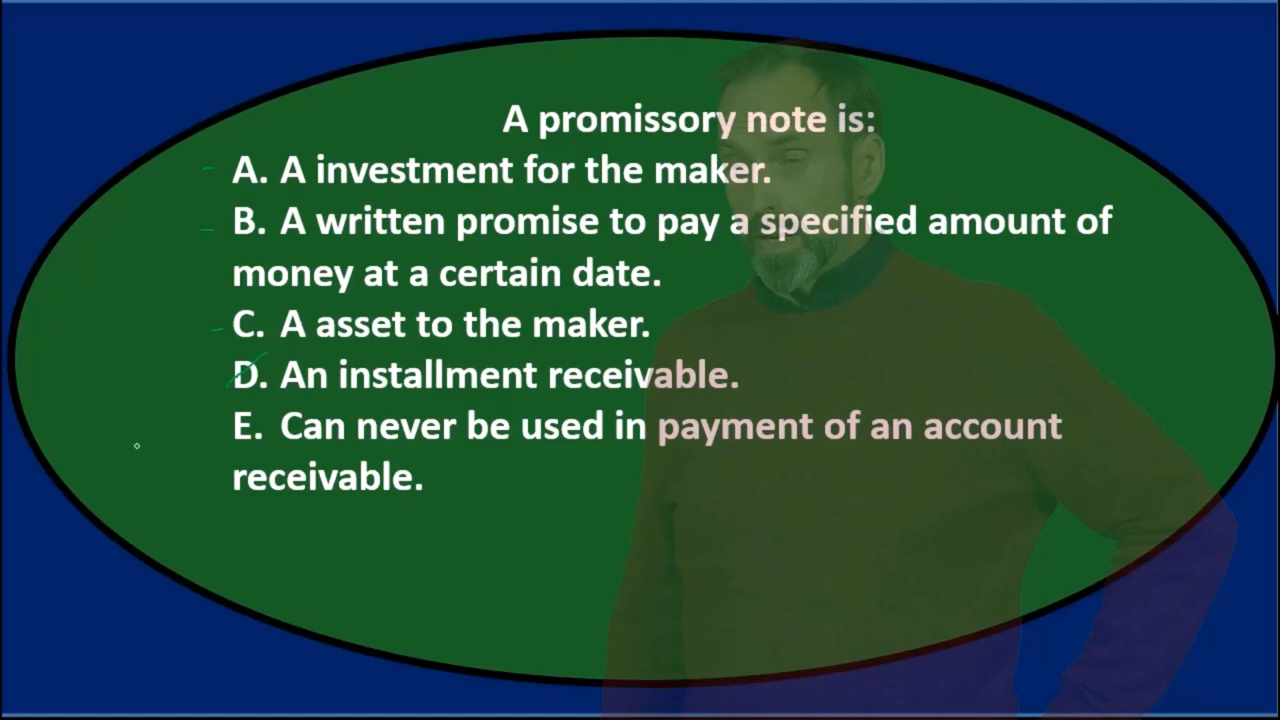 A promissory note is:
A. A investment for the maker.
B. A written promise to pay a specified amount of
money at a certain date.
C. A asset to the maker.
D. An installment receivable.
E. Can never be used in payment of an account
receivable.